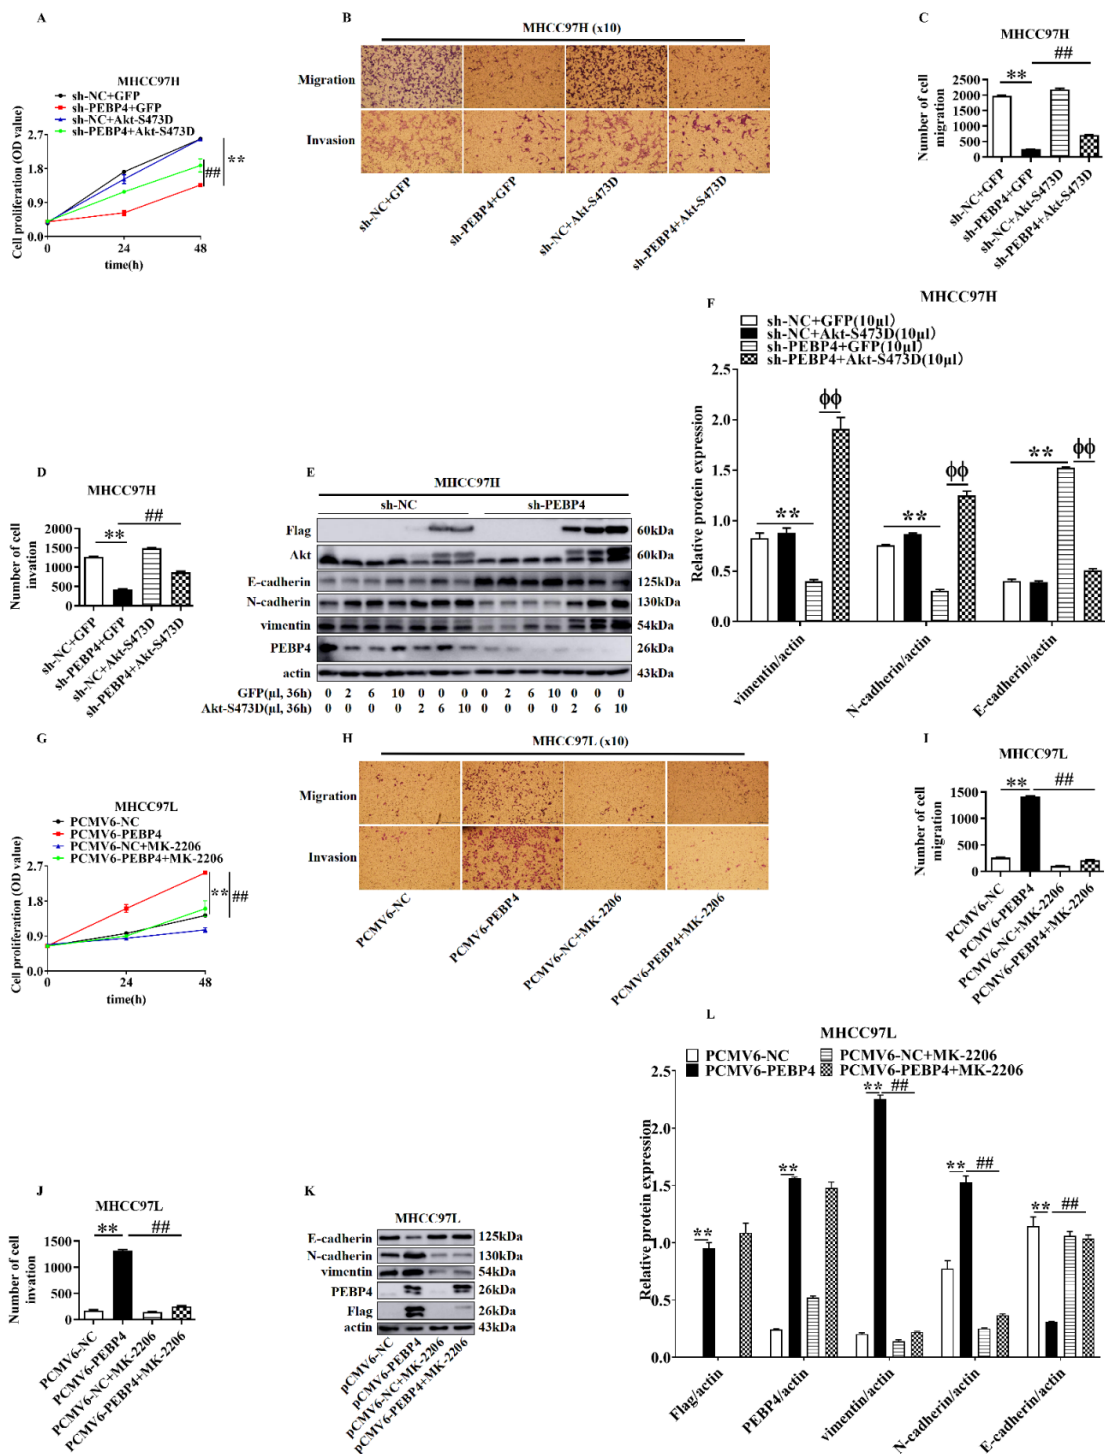 A
MHCC97H
sh-NC+GFP
sh-PEBP4+GFP
sh-NC+Akt-S473D
sh-PEBP4+Akt-S473D
Cell proliferation (OD value)
2.7
1.8
0.9
0.0
0
24
48
time(h)
**
##
B
MHCC97H (x10)
Migration
Invasion
sh-NC+GFP
sh-PEBP4+GFP
sh-NC+Akt-S473D
sh-PEBP4+Akt-S473D
C
MHCC97H
Number of cell
migration
2500
2000
1500
1000
500
0
**
##
sh-NC+GFP
sh-PEBP4+GFP
sh-NC+Akt-S473D
sh-PEBP4+Akt-S473D
D
MHCC97H
Number of cell
invation
2000
1500
1000
500
0
**
##
sh-NC+GFP
sh-PEBP4+GFP
sh-NC+Akt-S473D
sh-PEBP4+Akt-S473D
E
MHCC97H
sh-NC sh-PEBP4
Flag 60kDa
Akt 60kDa
E-cadherin 125kDa
N-cadherin 130kDa
vimentin 54kDa
PEBP4 26kDa
actin 43kDa
GFP(μl, 36h) 0 2 6 10 0 0 0 0 2 6 10 0 0 0
Akt-S473D(μl, 36h) 0 0 0 0 2 6 10 0 0 0 0 2 6 10
F
MHCC97H
sh-NC+GFP(10μl)
sh-NC+Akt-S473D(10μl)
sh-PEBP4+GFP(10μl)
sh-PEBP4+Akt-S473D(10μl)
Relative protein expression
2.5
2.0
1.5
1.0
0.5
0.0
**
ϕϕ
**
ϕϕ
**
ϕϕ
vimentin/actin
N-cadherin/actin
E-cadherin/actin
G
MHCC97L
PCMV6-NC
PCMV6-PEBP4
PCMV6-NC+MK-2206
PCMV6-PEBP4+MK-2206
Cell proliferation (OD value)
2.7
1.8
0.9
0.0
0
24
48
time(h)
**
##
H
MHCC97L (x10)
Migration
Invasion
PCMV6-NC
PCMV6-PEBP4
PCMV6-NC+MK-2206
PCMV6-PEBP4+MK-2206
I
MHCC97L
Number of cell
migration
1500
1000
500
0
**
##
PCMV6-NC
PCMV6-PEBP4
PCMV6-NC+MK-2206
PCMV6-PEBP4+MK-2206
J
MHCC97L
Number of cell
invation
2000
1500
1000
500
0
**
##
PCMV6-NC
PCMV6-PEBP4
PCMV6-NC+MK-2206
PCMV6-PEBP4+MK-2206
K
MHCC97L
E-cadherin 125kDa
N-cadherin 130kDa
vimentin 54kDa
PEBP4 26kDa
Flag 26kDa
actin 43kDa
pCMV6-NC
pCMV6-PEBP4
pCMV6-NC+MK-2206
pCMV6-PEBP4+MK-2206
L
MHCC97L
PCMV6-NC
PCMV6-PEBP4
PCMV6-NC+MK-2206
PCMV6-PEBP4+MK-2206
Relative protein expression
2.5
2.0
1.5
1.0
0.5
0.0
**
**
**
##
**
##
**
##
Flag/actin
PEBP4/actin
vimentin/actin
N-cadherin/actin
E-cadherin/actin